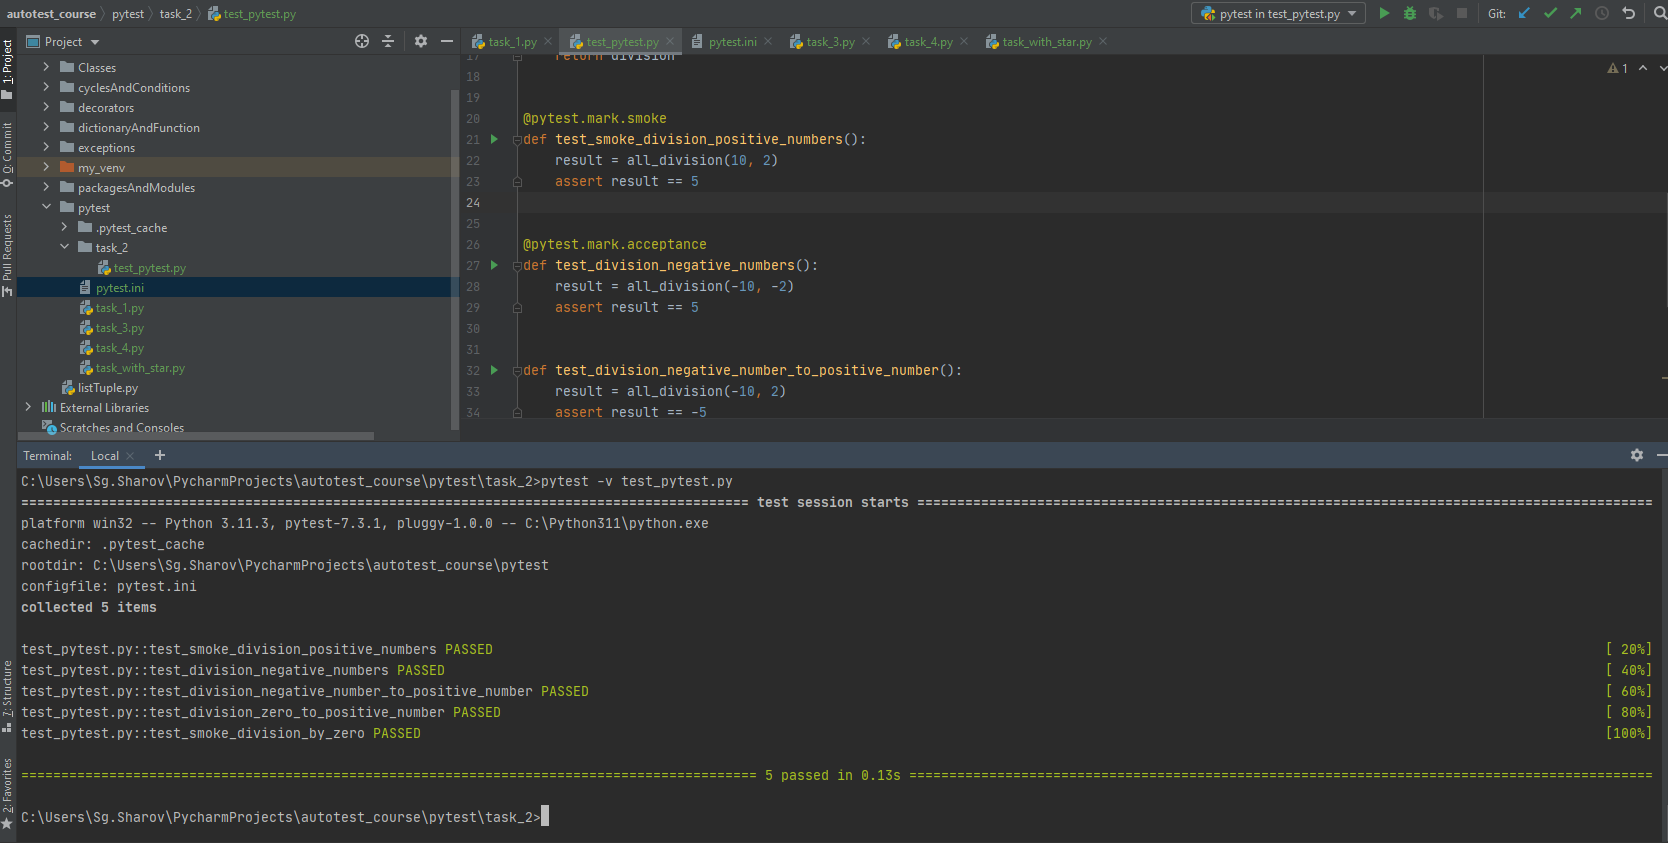 autotest_course pytest task_2 test_pytest.py
pytest in test_pytest.py
Git:
1: Project
0: Commit
Pull Requests
7: Structure
2: Favorites
Project
Classes
cyclesAndConditions
decorators
dictionaryAndFunction
exceptions
my_venv
packagesAndModules
pytest
.pytest_cache
task_2
test_pytest.py
pytest.ini
task_1.py
task_3.py
task_4.py
task_with_star.py
listTuple.py
External Libraries
Scratches and Consoles
task_1.py test_pytest.py pytest.ini task_3.py task_4.py task_with_star.py
1
17 return division
18
19
20 @pytest.mark.smoke
21 def test_smoke_division_positive_numbers():
22 result = all_division(10, 2)
23 assert result == 5
24
25
26 @pytest.mark.acceptance
27 def test_division_negative_numbers():
28 result = all_division(-10, -2)
29 assert result == 5
30
31
32 def test_division_negative_number_to_positive_number():
33 result = all_division(-10, 2)
34 assert result == -5
Terminal: Local +
C:\Users\Sg.Sharov\PycharmProjects\autotest_course\pytest\task_2>pytest -v test_pytest.py
=========================================================================================== test session starts ============================================================================================
platform win32 -- Python 3.11.3, pytest-7.3.1, pluggy-1.0.0 -- C:\Python311\python.exe
cachedir: .pytest_cache
rootdir: C:\Users\Sg.Sharov\PycharmProjects\autotest_course\pytest
configfile: pytest.ini
collected 5 items
test_pytest.py::test_smoke_division_positive_numbers PASSED [ 20%]
test_pytest.py::test_division_negative_numbers PASSED [ 40%]
test_pytest.py::test_division_negative_number_to_positive_number PASSED [ 60%]
test_pytest.py::test_division_zero_to_positive_number PASSED [ 80%]
test_pytest.py::test_smoke_division_by_zero PASSED [100%]
============================================================================================ 5 passed in 0.13s =============================================================================================
C:\Users\Sg.Sharov\PycharmProjects\autotest_course\pytest\task_2>